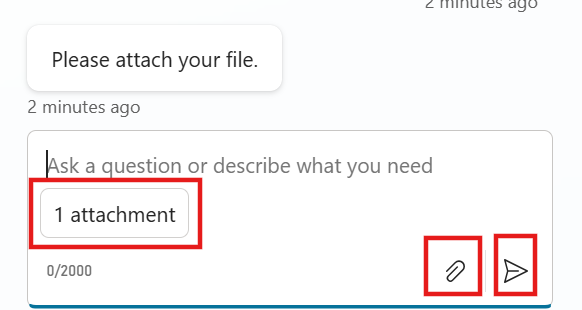 2 minutes ago
Please attach your file.
2 minutes ago
Ask a question or describe what you need
1 attachment
0/2000